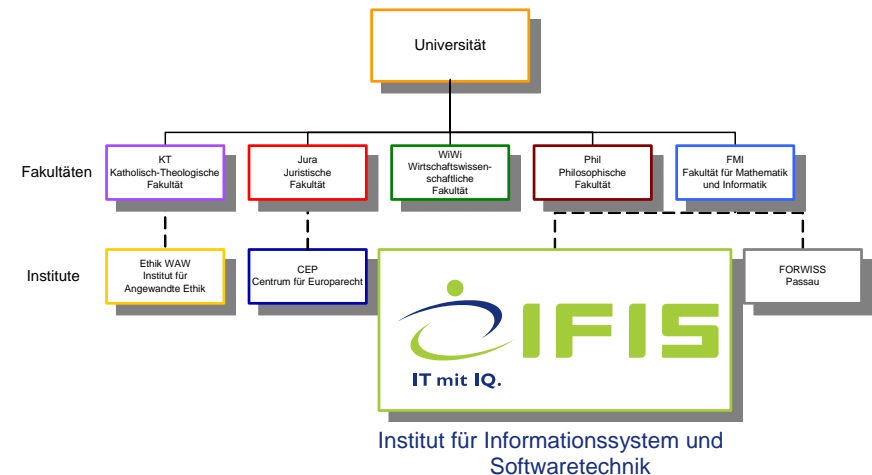 Universität
Fakultäten
KT
Katholisch-Theologische
Fakultät
Jura
Juristische
Fakultät
WiWi
Wirtschaftswissen-
schaftliche
Fakultät
Phil
Philosophische
Fakultät
FMI
Fakultät für Mathematik
und Informatik
Institute
Ethik WAW
Institut für
Angewandte Ethik
CEP
Centrum für Europarecht
IFIS
IT mit IQ.
FORWISS
Passau
Institut für Informationssystem und
Softwaretechnik